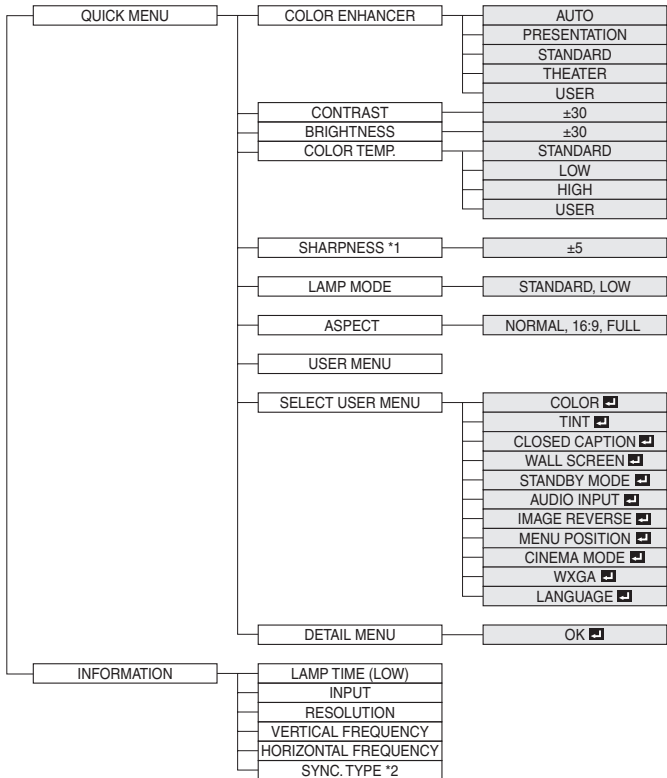 QUICK MENU COLOR ENHANCER AUTO
PRESENTATION
STANDARD
THEATER
USER
CONTRAST ±30
BRIGHTNESS ±30
COLOR TEMP. STANDARD
LOW
HIGH
USER
SHARPNESS *1 ±5
LAMP MODE STANDARD, LOW
ASPECT NORMAL, 16:9, FULL
USER MENU
SELECT USER MENU COLOR
TINT
CLOSED CAPTION
WALL SCREEN
STANDBY MODE
AUDIO INPUT
IMAGE REVERSE
MENU POSITION
CINEMA MODE
WXGA
LANGUAGE
DETAIL MENU OK
INFORMATION LAMP TIME (LOW)
INPUT
RESOLUTION
VERTICAL FREQUENCY
HORIZONTAL FREQUENCY
SYNC. TYPE *2